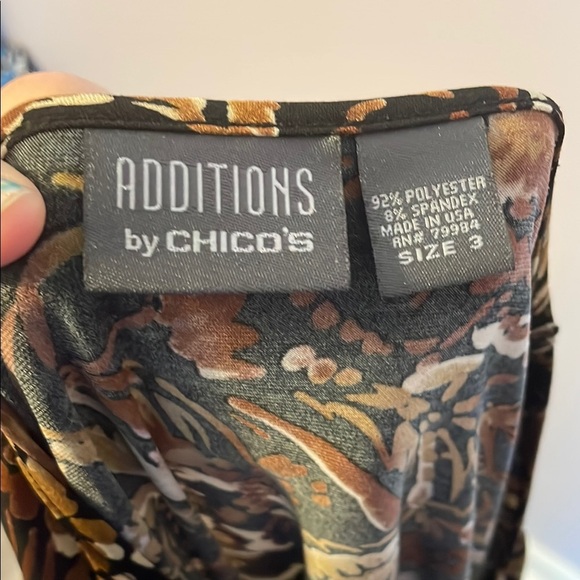 ADDITIONS
by CHICO'S
92% POLYESTER
8% SPANDEX
MADE IN USA
RN# 79984
SIZE 3